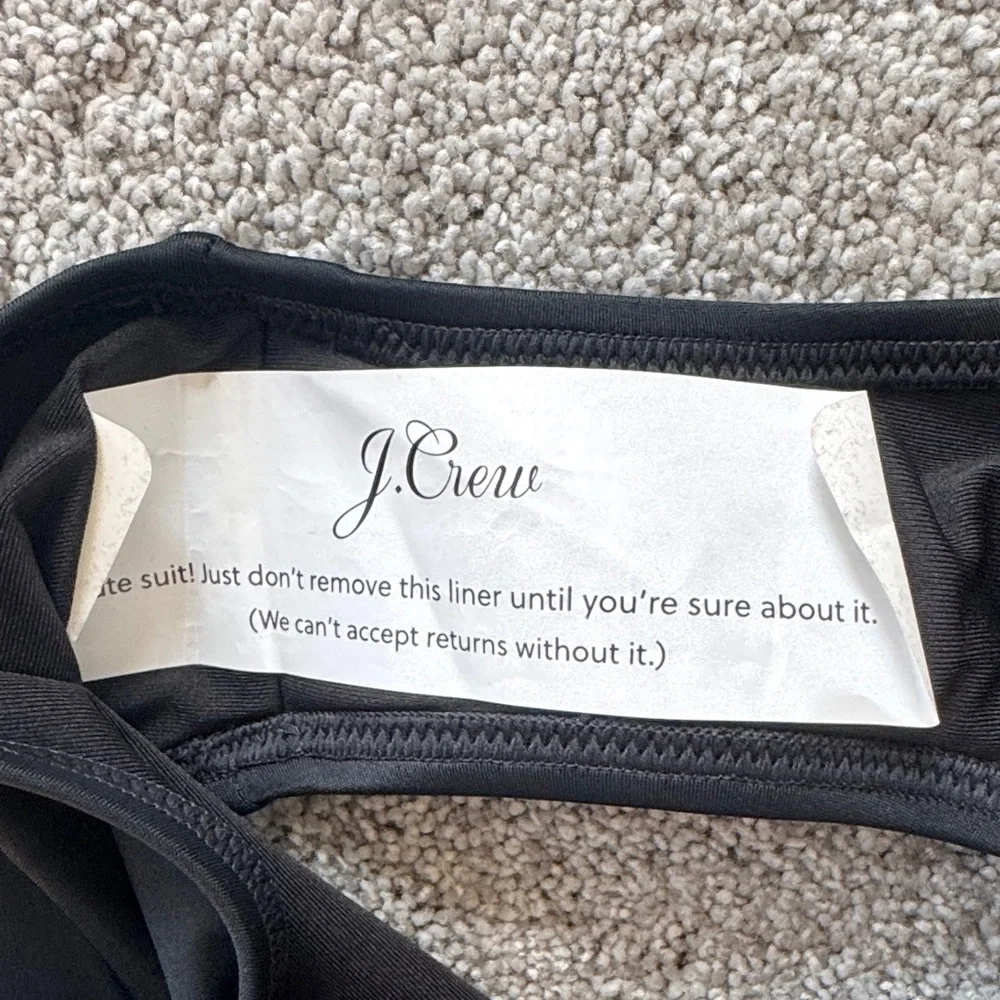 J.Crew
suit! Just don't remove this liner until you're sure about it.
(We can't accept returns without it.)